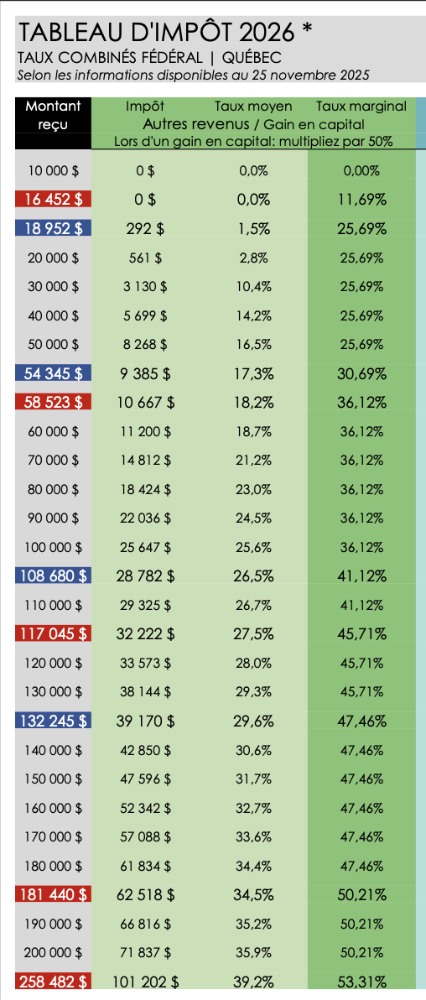 TABLEAU D'IMPÔT 2026 *
TAUX COMBINÉS FÉDÉRAL | QUÉBEC
Selon les informations disponibles au 25 novembre 2025
Montant reçu Impôt Taux moyen Taux marginal
Autres revenus / Gain en capital
Lors d'un gain en capital: multipliez par 50%
10 000 $ 0 $ 0,0% 0,00%
16 452 $ 0 $ 0,0% 11,69%
18 952 $ 292 $ 1,5% 25,69%
20 000 $ 561 $ 2,8% 25,69%
30 000 $ 3 130 $ 10,4% 25,69%
40 000 $ 5 699 $ 14,2% 25,69%
50 000 $ 8 268 $ 16,5% 25,69%
54 345 $ 9 385 $ 17,3% 30,69%
58 523 $ 10 667 $ 18,2% 36,12%
60 000 $ 11 200 $ 18,7% 36,12%
70 000 $ 14 812 $ 21,2% 36,12%
80 000 $ 18 424 $ 23,0% 36,12%
90 000 $ 22 036 $ 24,5% 36,12%
100 000 $ 25 647 $ 25,6% 36,12%
108 680 $ 28 782 $ 26,5% 41,12%
110 000 $ 29 325 $ 26,7% 41,12%
117 045 $ 32 222 $ 27,5% 45,71%
120 000 $ 33 573 $ 28,0% 45,71%
130 000 $ 38 144 $ 29,3% 45,71%
132 245 $ 39 170 $ 29,6% 47,46%
140 000 $ 42 850 $ 30,6% 47,46%
150 000 $ 47 596 $ 31,7% 47,46%
160 000 $ 52 342 $ 32,7% 47,46%
170 000 $ 57 088 $ 33,6% 47,46%
180 000 $ 61 834 $ 34,4% 47,46%
181 440 $ 62 518 $ 34,5% 50,21%
190 000 $ 66 816 $ 35,2% 50,21%
200 000 $ 71 837 $ 35,9% 50,21%
258 482 $ 101 202 $ 39,2% 53,31%